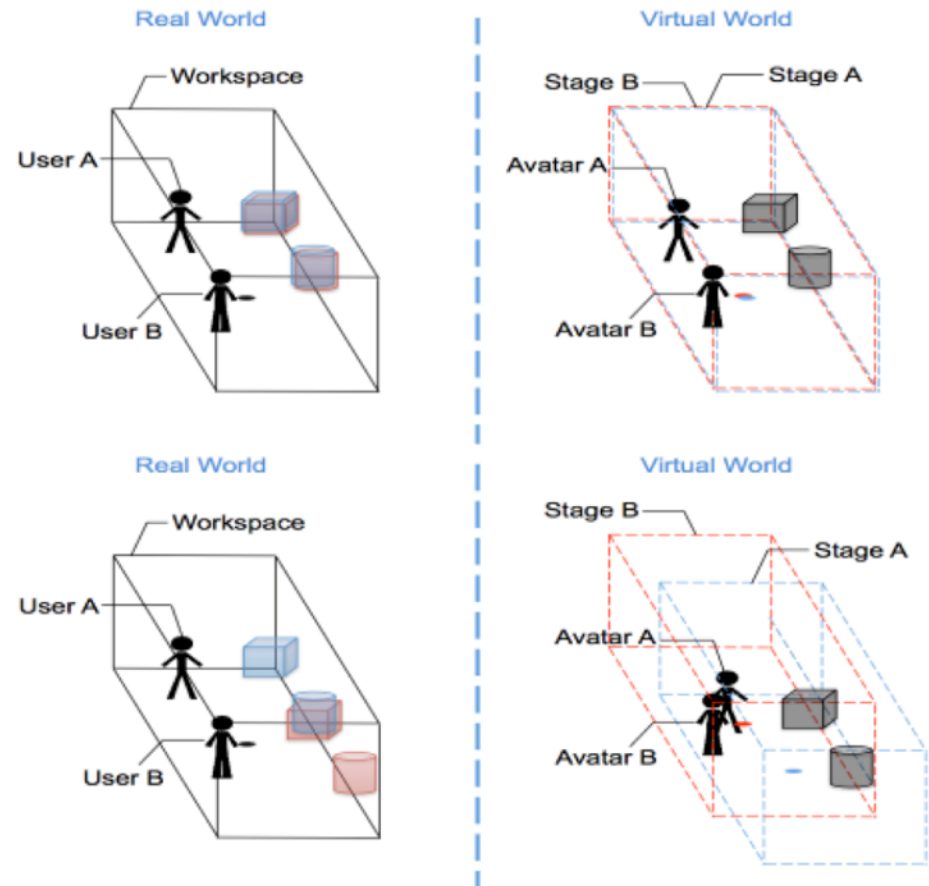 Real World
Virtual World
Workspace
Stage B
Stage A
User A
Avatar A
User B
Avatar B
Real World
Virtual World
Stage B
Workspace
Stage A
User A
Avatar A
User B
Avatar B